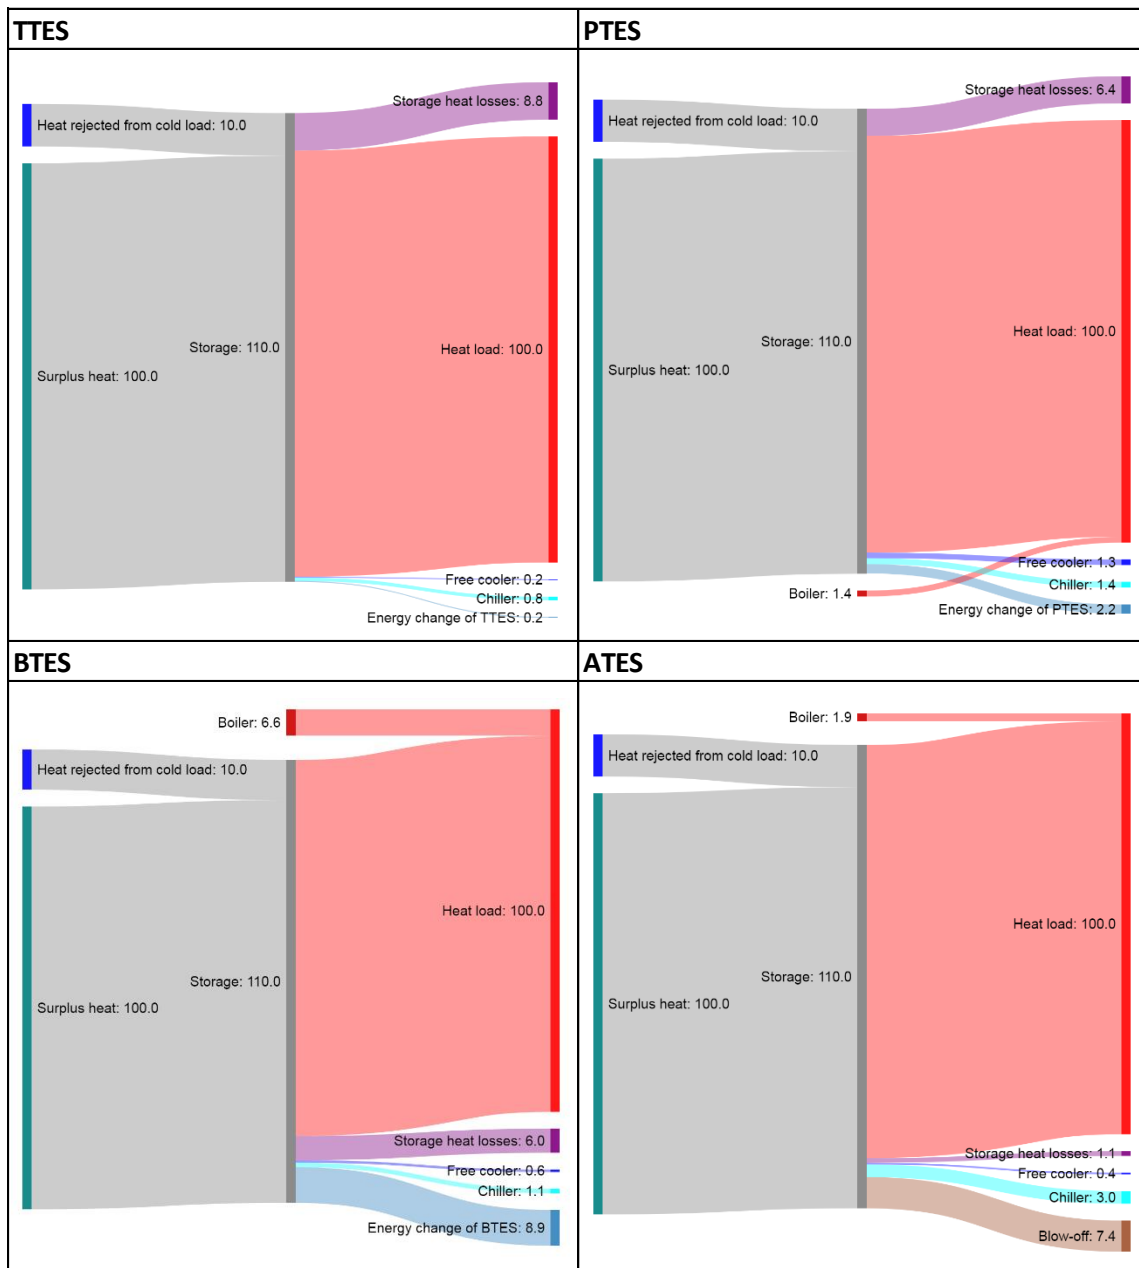 TTES
Storage heat losses: 8.8
Heat rejected from cold load: 10.0
Storage: 110.0
Heat load: 100.0
Surplus heat: 100.0
Free cooler: 0.2
Chiller: 0.8
Energy change of TTES: 0.2
PTES
Storage heat losses: 6.4
Heat rejected from cold load: 10.0
Heat load: 100.0
Storage: 110.0
Surplus heat: 100.0
Free cooler: 1.3
Chiller: 1.4
Boiler: 1.4
Energy change of PTES: 2.2
BTES
Boiler: 6.6
Heat rejected from cold load: 10.0
Heat load: 100.0
Storage: 110.0
Surplus heat: 100.0
Storage heat losses: 6.0
Free cooler: 0.6
Chiller: 1.1
Energy change of BTES: 8.9
ATES
Boiler: 1.9
Heat rejected from cold load: 10.0
Heat load: 100.0
Storage: 110.0
Surplus heat: 100.0
Storage heat losses: 1.1
Free cooler: 0.4
Chiller: 3.0
Blow-off: 7.4